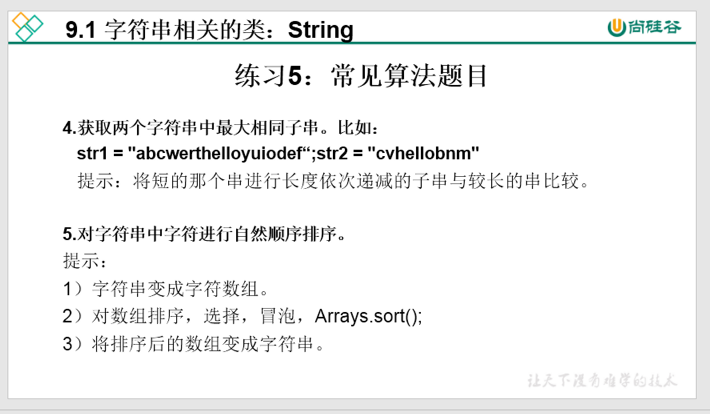 9.1 字符串相关的类：String
尚硅谷
练习5：常见算法题目
4.获取两个字符串中最大相同子串。比如：
str1 = "abcwerthelloyuiodef“;str2 = "cvhellobnm"
提示：将短的那个串进行长度依次递减的子串与较长的串比较。
5.对字符串中字符进行自然顺序排序。
提示：
1）字符串变成字符数组。
2）对数组排序，选择，冒泡，Arrays.sort();
3）将排序后的数组变成字符串。
让天下没有难学的技术